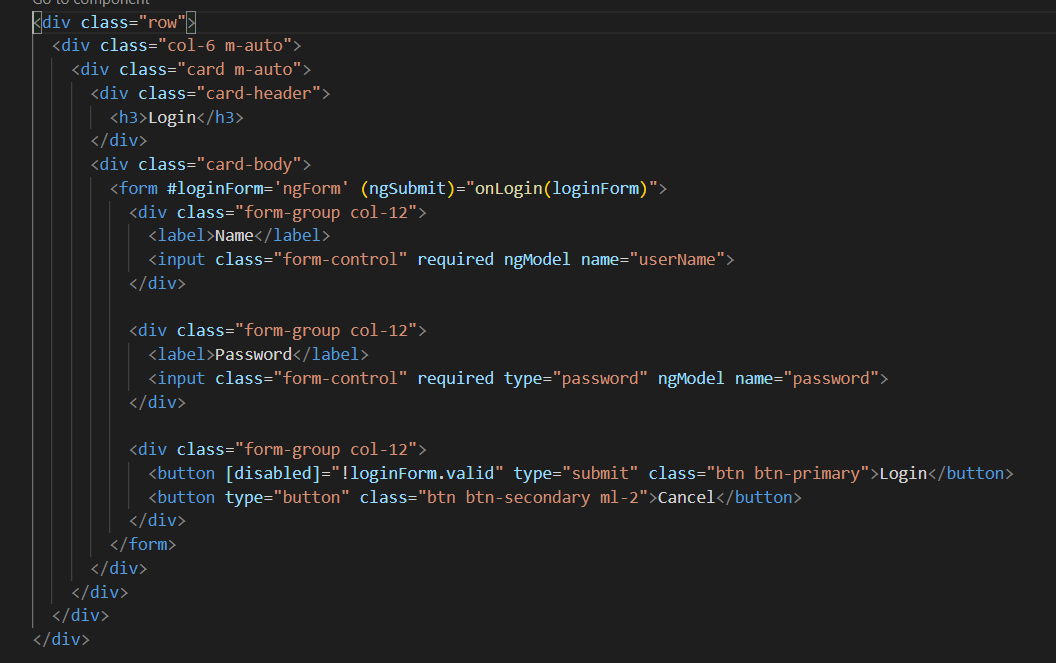 Go to component
<div class="row">
<div class="col-6 m-auto">
<div class="card m-auto">
<div class="card-header">
<h3>Login</h3>
</div>
<div class="card-body">
<form #loginForm='ngForm' (ngSubmit)="onLogin(loginForm)">
<div class="form-group col-12">
<label>Name</label>
<input class="form-control" required ngModel name="userName">
</div>
<div class="form-group col-12">
<label>Password</label>
<input class="form-control" required type="password" ngModel name="password">
</div>
<div class="form-group col-12">
<button [disabled]="!loginForm.valid" type="submit" class="btn btn-primary">Login</button>
<button type="button" class="btn btn-secondary ml-2">Cancel</button>
</div>
</form>
</div>
</div>
</div>
</div>